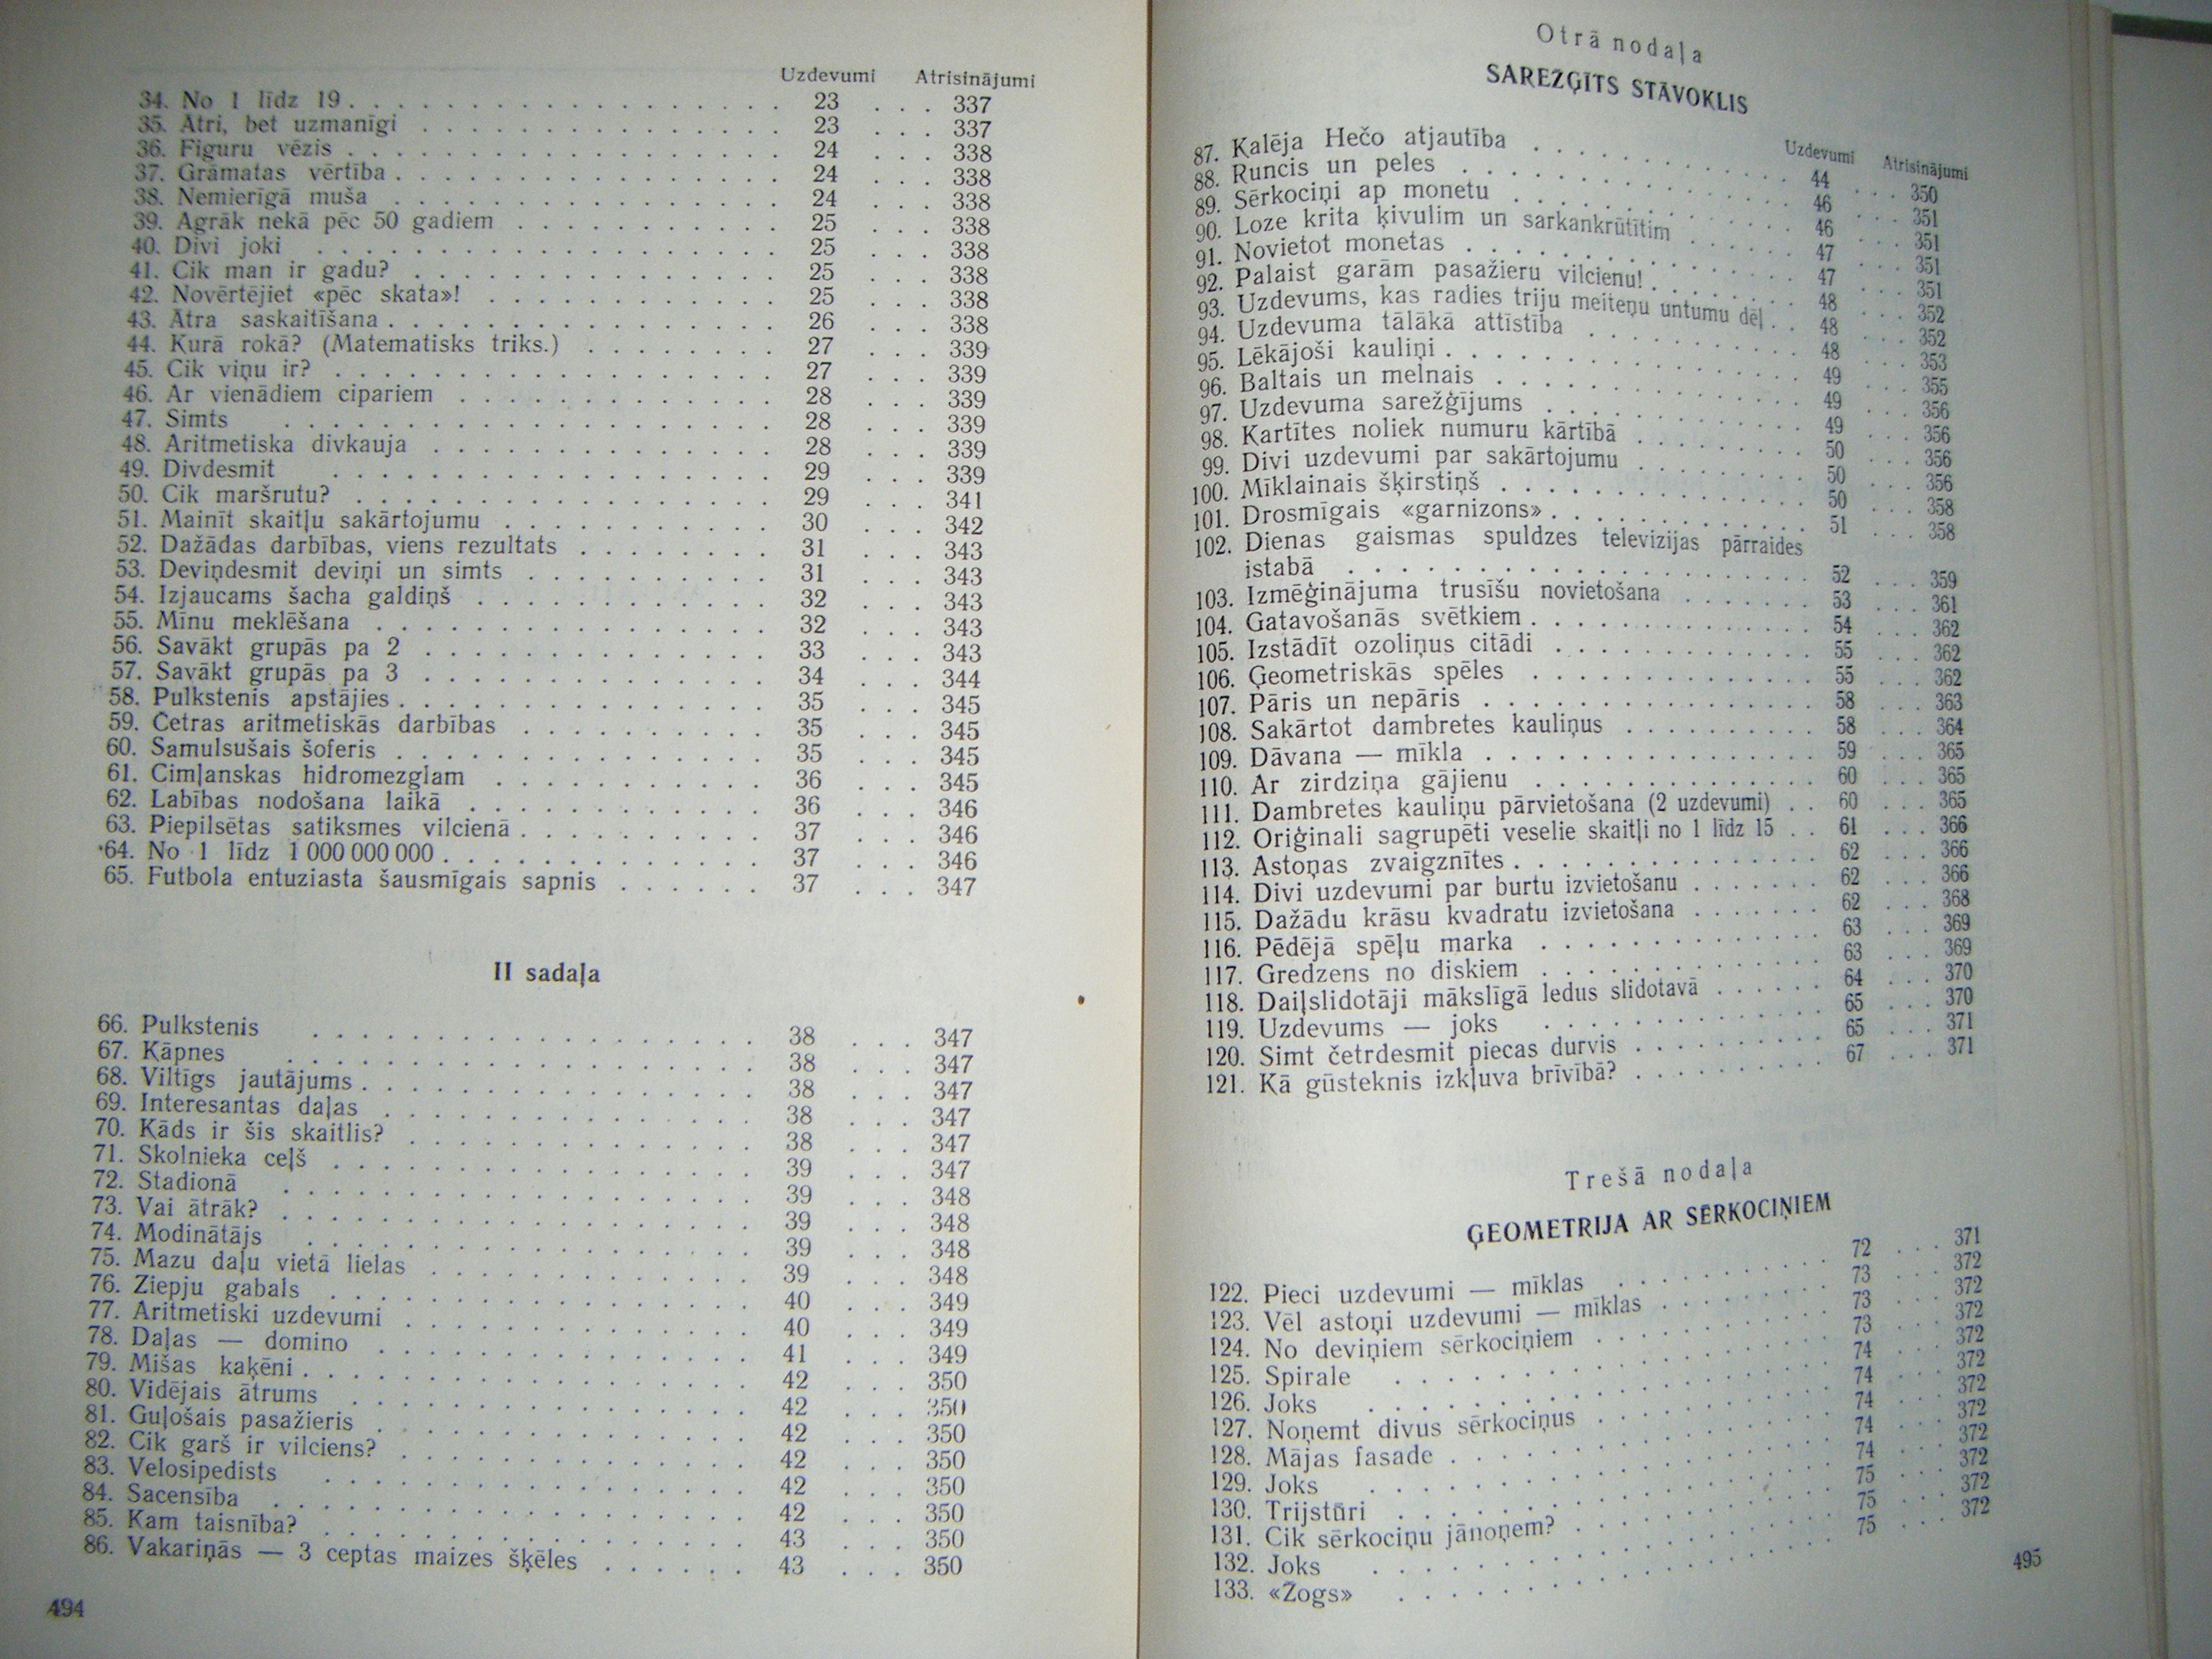 Uzdevumi Atrisinājumi
34. No 1 līdz 19 . . . 23 . . . 337
35. Ātri, bet uzmanīgi . . . 23 . . . 337
36. Figuru vēzis . . . 24 . . . 338
37. Grāmatas vērtība . . . 24 . . . 338
38. Nemierīgā muša . . . 24 . . . 338
39. Agrāk nekā pēc 50 gadiem . . . 25 . . . 338
40. Divi joki . . . 25 . . . 338
41. Cik man ir gadu? . . . 25 . . . 338
42. Novērtējiet «pēc skata»! . . . 25 . . . 338
43. Ātra saskaitīšana . . . 26 . . . 338
44. Kurā rokā? (Matematisks triks.) . . . 27 . . . 339
45. Cik viņu ir? . . . 27 . . . 339
46. Ar vienādiem cipariem . . . 28 . . . 339
47. Simts . . . 28 . . . 339
48. Aritmetiska divkauja . . . 28 . . . 339
49. Divdesmit . . . 29 . . . 339
50. Cik maršrutu? . . . 29 . . . 341
51. Mainīt skaitļu sakārtojumu . . . 30 . . . 342
52. Dažādas darbības, viens rezultats . . . 31 . . . 343
53. Deviņdesmit deviņi un simts . . . 31 . . . 343
54. Izjaucams šacha galdiņš . . . 32 . . . 343
55. Mīnu meklēšana . . . 32 . . . 343
56. Savākt grupās pa 2 . . . 33 . . . 343
57. Savākt grupās pa 3 . . . 34 . . . 344
58. Pulkstenis apstājies . . . 35 . . . 345
59. Četras aritmetiskās darbības . . . 35 . . . 345
60. Samulsušais šoferis . . . 35 . . . 345
61. Cimļanskas hidromezglam . . . 36 . . . 345
62. Labības nodošana laikā . . . 36 . . . 346
63. Piepilsētas satiksmes vilcienā . . . 37 . . . 346
64. No 1 līdz 1 000 000 000 . . . 37 . . . 346
65. Futbola entuziasta šausmīgais sapnis . . . 37 . . . 347
II sadaļa
66. Pulkstenis . . . 38 . . . 347
67. Kāpnes . . . 38 . . . 347
68. Viltīgs jautājums . . . 38 . . . 347
69. Interesantas daļas . . . 38 . . . 347
70. Kāds ir šis skaitlis? . . . 38 . . . 347
71. Skolnieka ceļš . . . 39 . . . 347
72. Stadionā . . . 39 . . . 348
73. Vai ātrāk? . . . 39 . . . 348
74. Modinātājs . . . 39 . . . 348
75. Mazu daļu vietā lielas . . . 39 . . . 348
76. Ziepju gabals . . . 40 . . . 349
77. Aritmetiski uzdevumi . . . 40 . . . 349
78. Daļas — domino . . . 41 . . . 349
79. Mišas kaķēni . . . 42 . . . 350
80. Vidējais ātrums . . . 42 . . . 350
81. Guļošais pasažieris . . . 42 . . . 350
82. Cik garš ir vilciens? . . . 42 . . . 350
83. Velosipedists . . . 42 . . . 350
84. Sacensība . . . 42 . . . 350
85. Kam taisnība? . . . 43 . . . 350
86. Vakariņās — 3 ceptas maizes šķēles . . . 43 . . . 350
494
Otrā nodaļa
SAREŽĢĪTS STĀVOKLIS
Uzdevumi Atrisinājumi
87. Kalēja Hečo atjautība . . . 44 . . . 350
88. Runcis un peles . . . 46 . . . 351
89. Sērkociņi ap monetu . . . 46 . . . 351
90. Loze krita ķivulim un sarkankrūtītim . . . 47 . . . 351
91. Novietot monetas . . . 47 . . . 351
92. Palaist garām pasažieru vilcienu! . . . 48 . . . 352
93. Uzdevums, kas radies triju meiteņu untumu dēļ . . 48 . . . 352
94. Uzdevuma tālākā attīstība . . . 48 . . . 353
95. Lēkājoši kauliņi . . . 49 . . . 355
96. Baltais un melnais . . . 49 . . . 356
97. Uzdevuma sarežģījums . . . 49 . . . 356
98. Kartītes noliek numuru kārtībā . . . 50 . . . 356
99. Divi uzdevumi par sakārtojumu . . . 50 . . . 356
100. Mīklainais šķirstiņš . . . 50 . . . 358
101. Drosmīgais «garnizons» . . . 51 . . . 358
102. Dienas gaismas spuldzes televizijas pārraides
istabā . . . 52 . . . 359
103. Izmēģinājuma trusīšu novietošana . . . 53 . . . 361
104. Gatavošanās svētkiem . . . 54 . . . 362
105. Izstādīt ozoliņus citādi . . . 55 . . . 362
106. Ģeometriskās spēles . . . 55 . . . 362
107. Pāris un nepāris . . . 58 . . . 363
108. Sakārtot dambretes kauliņus . . . 58 . . . 364
109. Dāvana — mīkla . . . 59 . . . 365
110. Ar zirdziņa gājienu . . . 60 . . . 365
111. Dambretes kauliņu pārvietošana (2 uzdevumi) . . 60 . . . 365
112. Oriģinali sagrupēti veselie skaitļi no 1 līdz 15 . . 61 . . . 366
113. Astoņas zvaigznītes . . . 62 . . . 366
114. Divi uzdevumi par burtu izvietošanu . . . 62 . . . 366
115. Dažādu krāsu kvadratu izvietošana . . . 62 . . . 368
116. Pēdējā spēļu marka . . . 63 . . . 369
117. Gredzens no diskiem . . . 63 . . . 369
118. Daiļslidotāji mākslīgā ledus slidotavā . . . 64 . . . 370
119. Uzdevums — joks . . . 65 . . . 370
120. Simt četrdesmit piecas durvis . . . 65 . . . 371
121. Kā gūsteknis izkļuva brīvībā? . . . 67 . . . 371
Trešā nodaļa
ĢEOMETRIJA AR SĒRKOCIŅIEM
122. Pieci uzdevumi — mīklas . . . 72 . . . 371
123. Vēl astoņi uzdevumi — mīklas . . . 73 . . . 372
124. No deviņiem sērkociņiem . . . 73 . . . 372
125. Spirale . . . 73 . . . 372
126. Joks . . . 74 . . . 372
127. Noņemt divus sērkociņus . . . 74 . . . 372
128. Mājas fasade . . . 74 . . . 372
129. Joks . . . 74 . . . 372
130. Trijstūri . . . 74 . . . 372
131. Cik sērkociņu jānoņem? . . . 75 . . . 372
132. Joks . . . 75 . . . 372
133. «Žogs» . . . 75 . . . 372
495